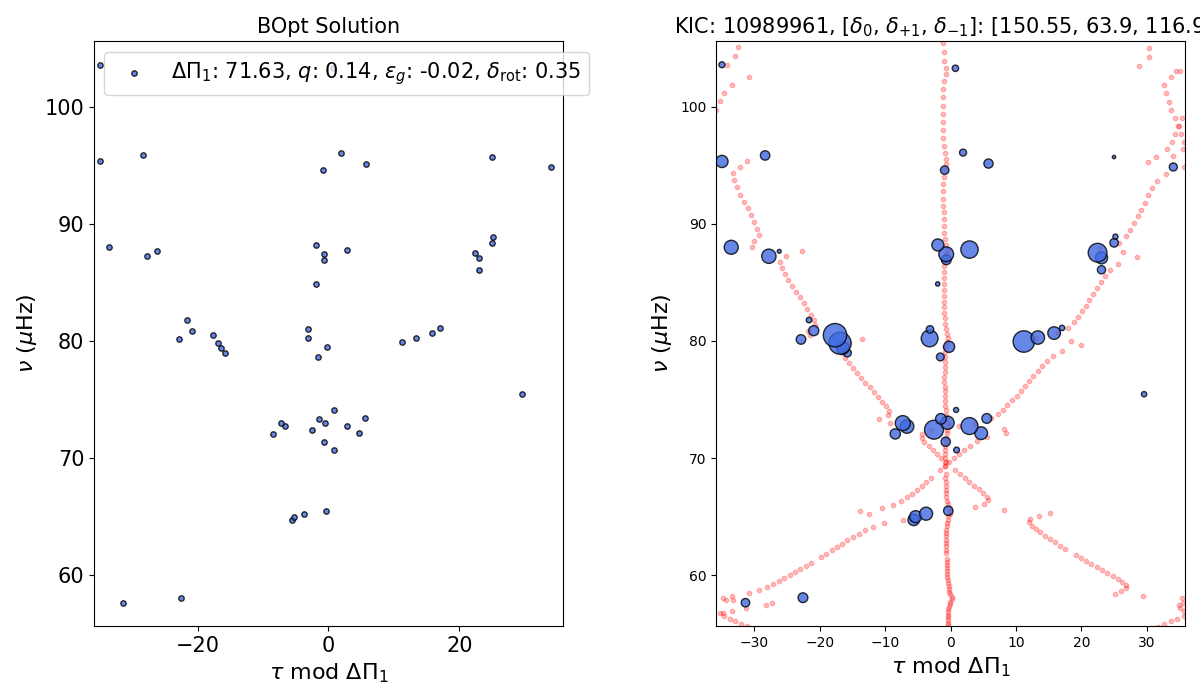 BOpt Solution
KIC: 10989961, [δ₀, δ₊₁, δ₋₁]: [150.55, 63.9, 116.9
ΔΠ₁: 71.63, q: 0.14, ε_g: -0.02, δ_rot: 0.35
100
90
80
70
60
ν (μHz)
−20 0 20
τ mod ΔΠ₁
100
90
80
70
60
ν (μHz)
−30 −20 −10 0 10 20 30
τ mod ΔΠ₁